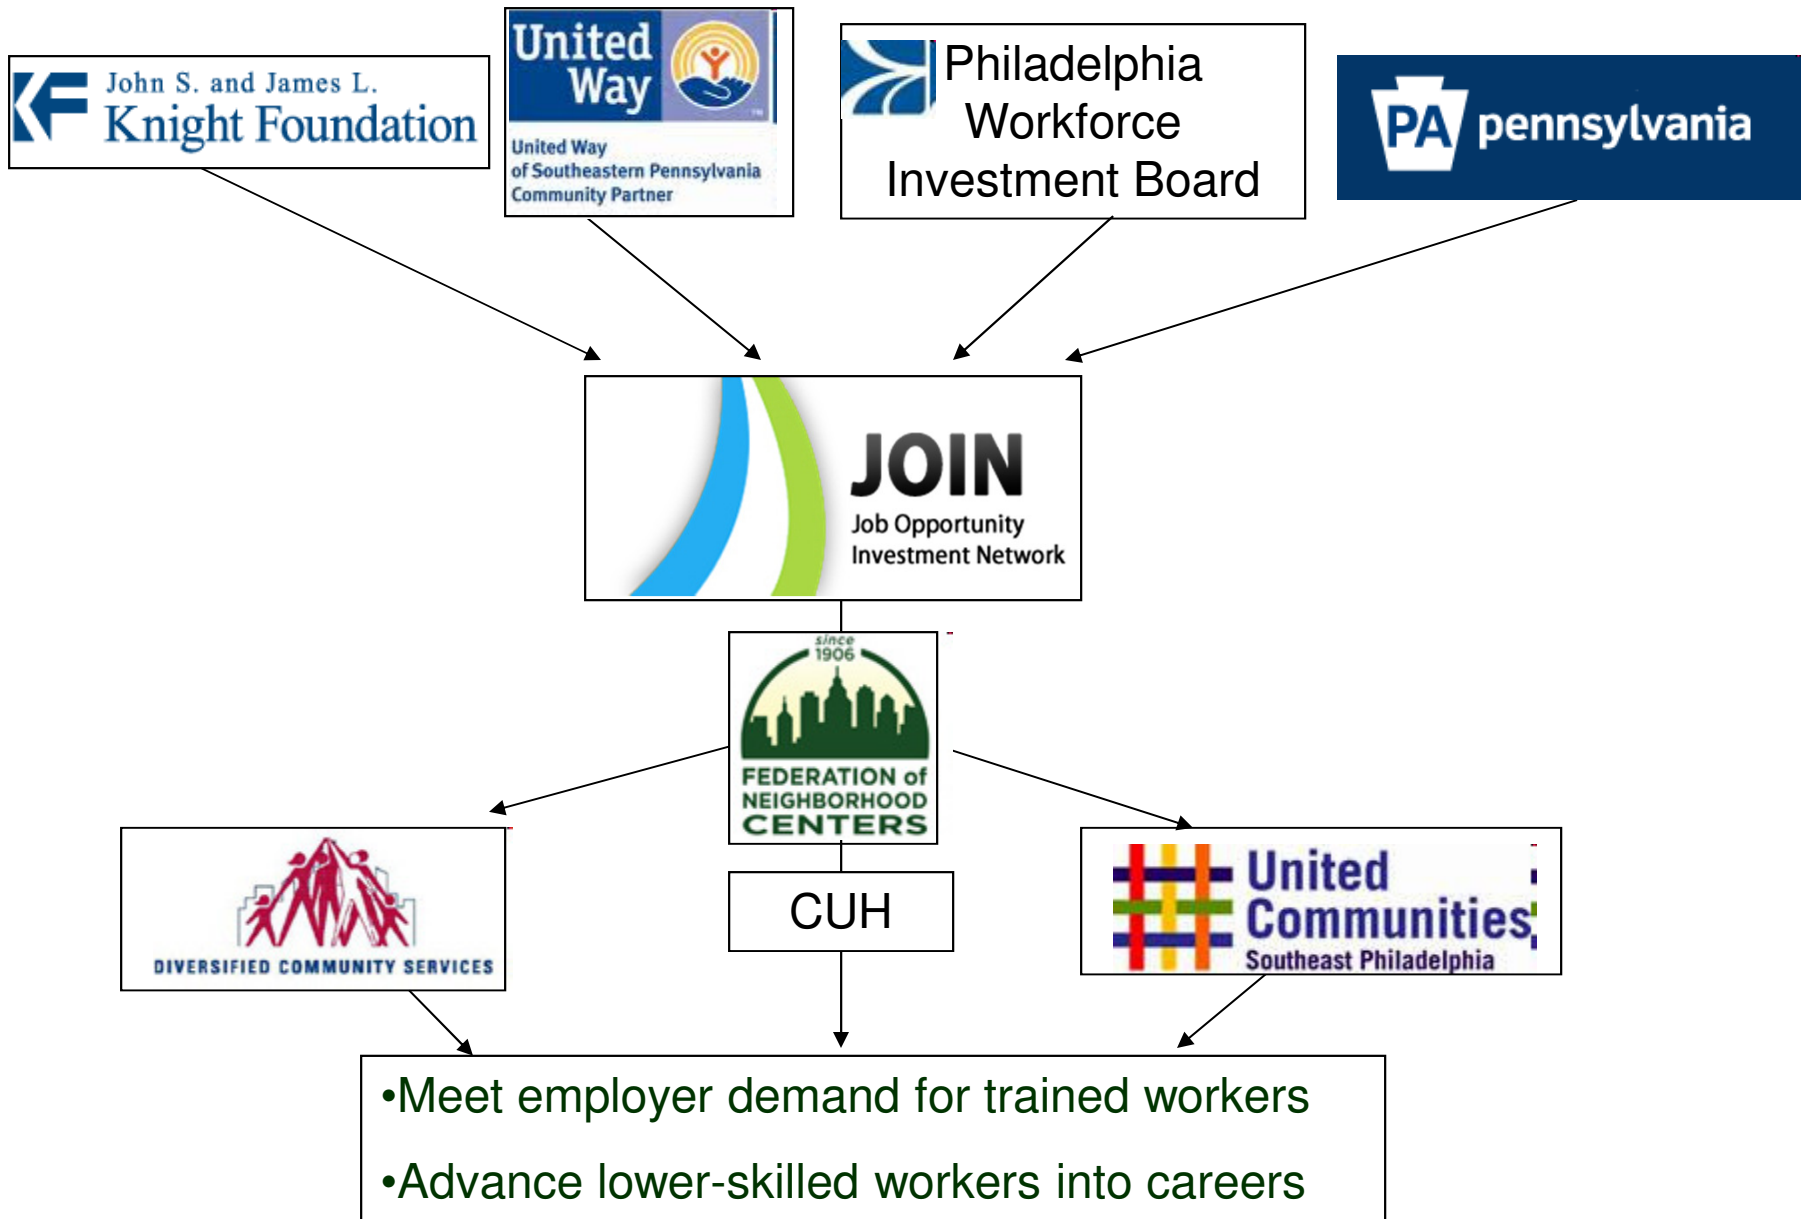 John S. and James L.
Knight Foundation
United
Way
United Way
of Southeastern Pennsylvania
Community Partner
Philadelphia
Workforce
Investment Board
PA pennsylvania
JOIN
Job Opportunity
Investment Network
since
1906
FEDERATION of
NEIGHBORHOOD
CENTERS
DIVERSIFIED COMMUNITY SERVICES
CUH
United
Communities
Southeast Philadelphia
•Meet employer demand for trained workers
•Advance lower-skilled workers into careers